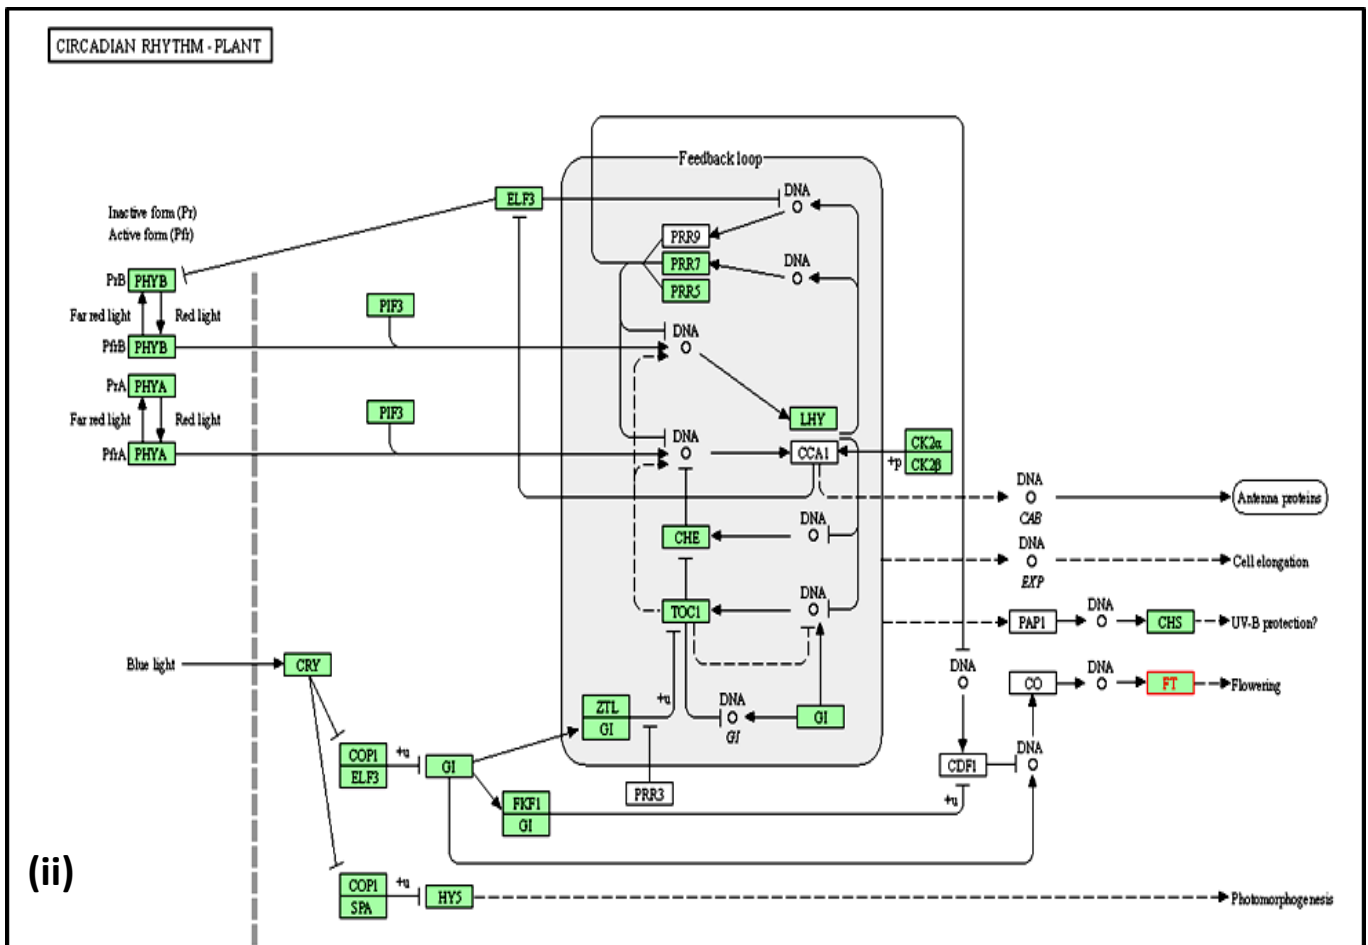 CIRCADIAN RHYTHM - PLANT
Feedback loop
DNA
ELF3
Inactive form (Pr)
Active form (Pfr)
PRR9
PrB PHYB
PRR7
DNA
PRR5
PIF3
Far red light
Red light
DNA
PfrB PHYB
PrA PHYA
PIF3
LHY
Far red light
Red light
DNA
CK2α
PfrA PHYA
CCA1
+p
CK2β
DNA
CAB
Antenna proteins
DNA
CHE
DNA
EXP
Cell elongation
DNA
TOC1
DNA
PAP1
CHS
UV-B protection?
Blue light
CRY
DNA
DNA
CO
FT
Flowering
+u
DNA
ZTL
GI
GI
GI
DNA
COP1
+u
ELF3
GI
CDF1
PRR3
+u
FKF1
GI
(ii)
COP1
+u
SPA
HY5
Photomorphogenesis